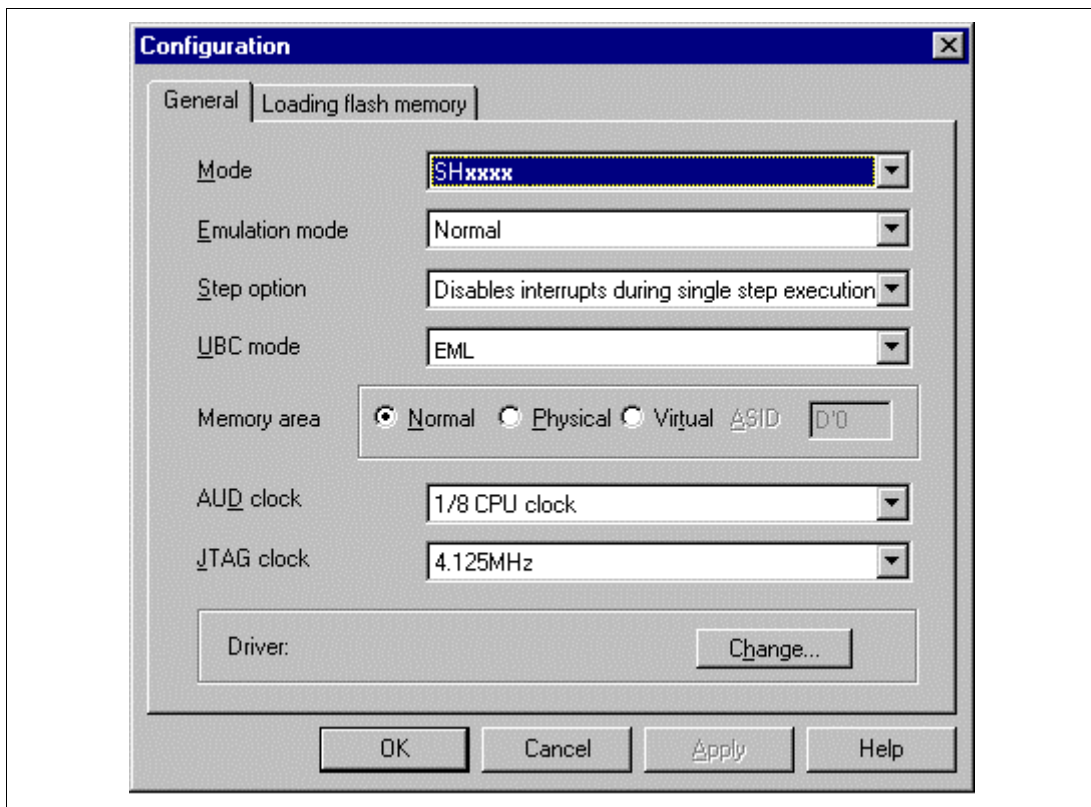 Configuration
General Loading flash memory
Mode SHxxxx
Emulation mode Normal
Step option Disables interrupts during single step execution
UBC mode EML
Memory area Normal Physical Virtual ASID D'0
AUD clock 1/8 CPU clock
JTAG clock 4.125MHz
Driver: Change...
OK Cancel Apply Help